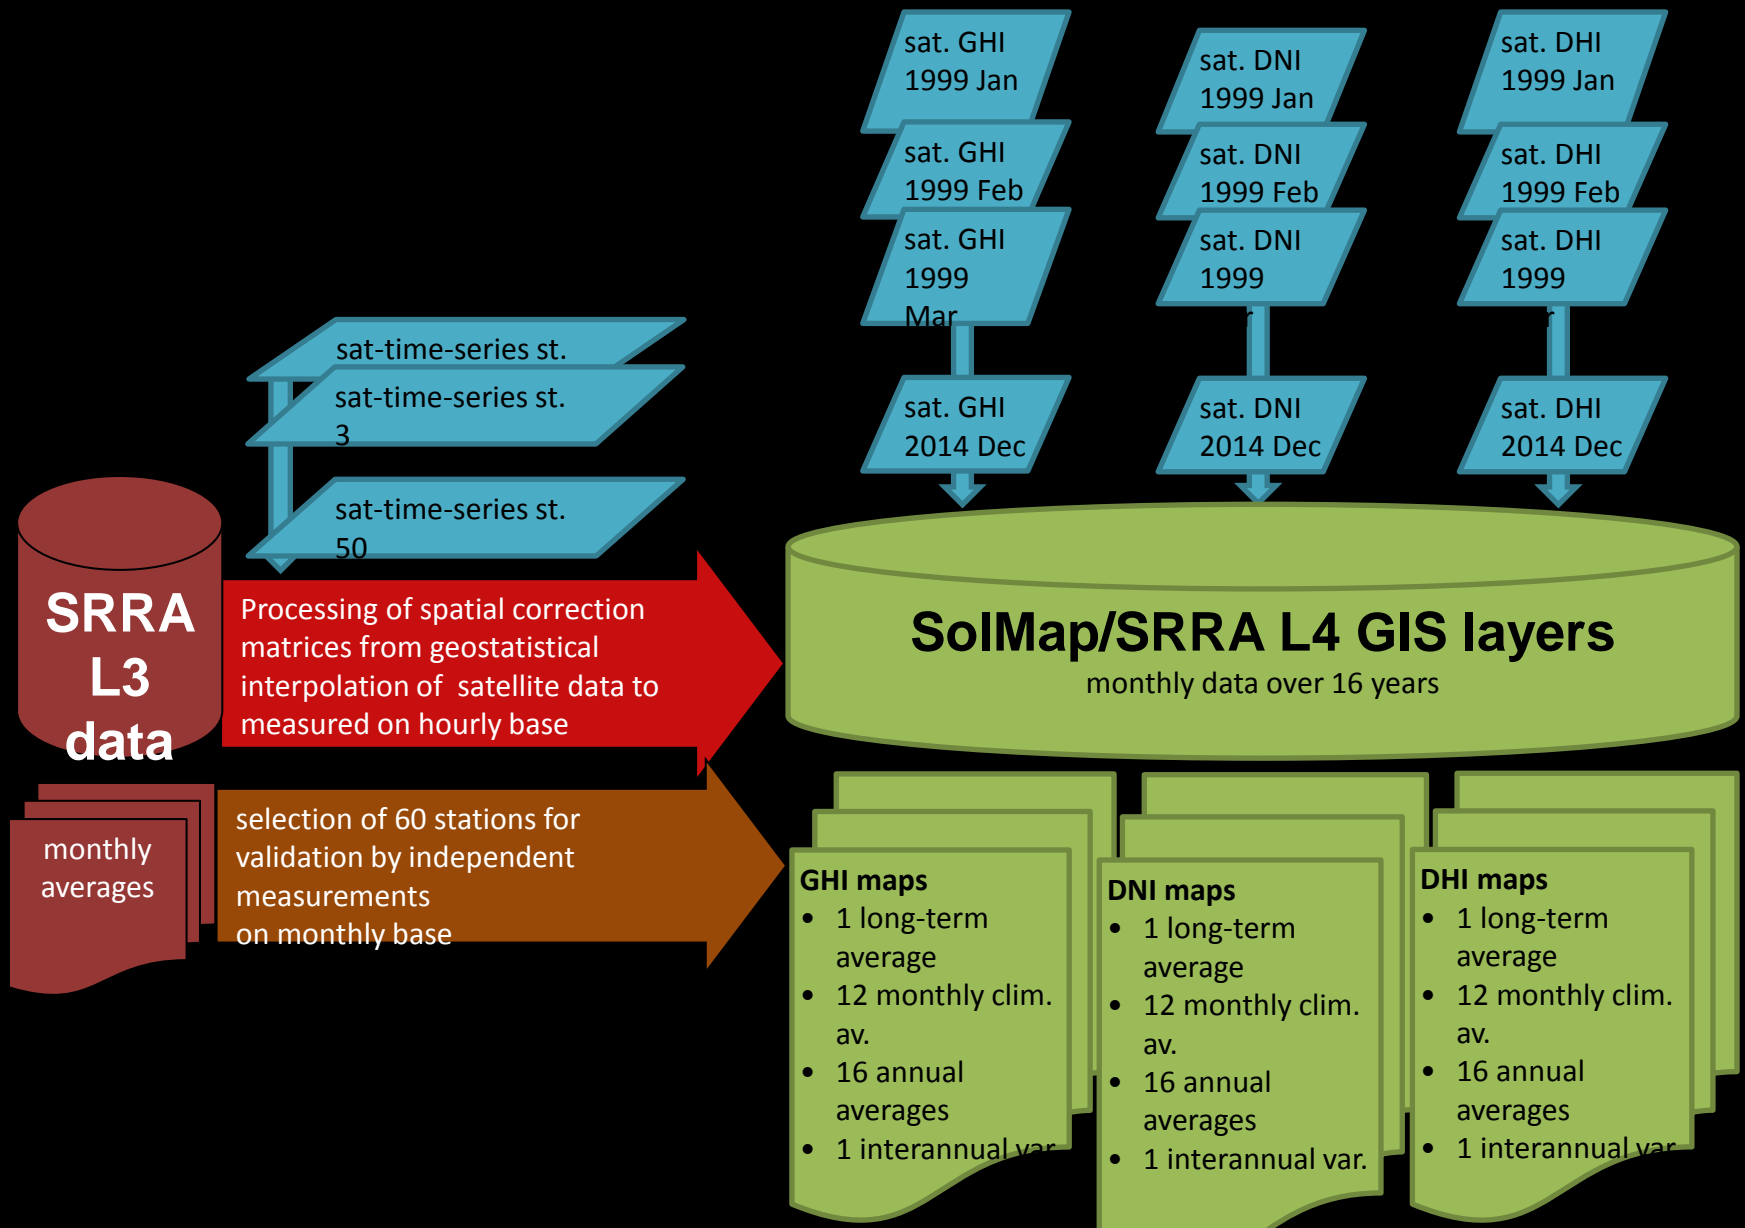 sat. GHI
1999 Jan
sat. GHI
1999 Feb
sat. GHI
1999
Mar
sat. GHI
2014 Dec
sat. DNI
1999 Jan
sat. DNI
1999 Feb
sat. DNI
1999
sat. DNI
2014 Dec
sat. DHI
1999 Jan
sat. DHI
1999 Feb
sat. DHI
1999
sat. DHI
2014 Dec
sat-time-series st.
sat-time-series st.
3
sat-time-series st.
50
SRRA
L3
data
Processing of spatial correction
matrices from geostatistical
interpolation of satellite data to
measured on hourly base
SolMap/SRRA L4 GIS layers
monthly data over 16 years
monthly
averages
selection of 60 stations for
validation by independent
measurements
on monthly base
GHI maps
• 1 long-term
average
• 12 monthly clim.
av.
• 16 annual
averages
• 1 interannual var
DNI maps
• 1 long-term
average
• 12 monthly clim.
av.
• 16 annual
averages
• 1 interannual var.
DHI maps
• 1 long-term
average
• 12 monthly clim.
av.
• 16 annual
averages
• 1 interannual var